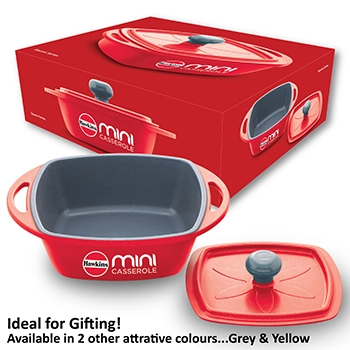 Hawkins
mini
CASSEROLE
Hawkins
mini
CASSEROLE
Ideal for Gifting!
Available in 2 other attrative colours...Grey & Yellow